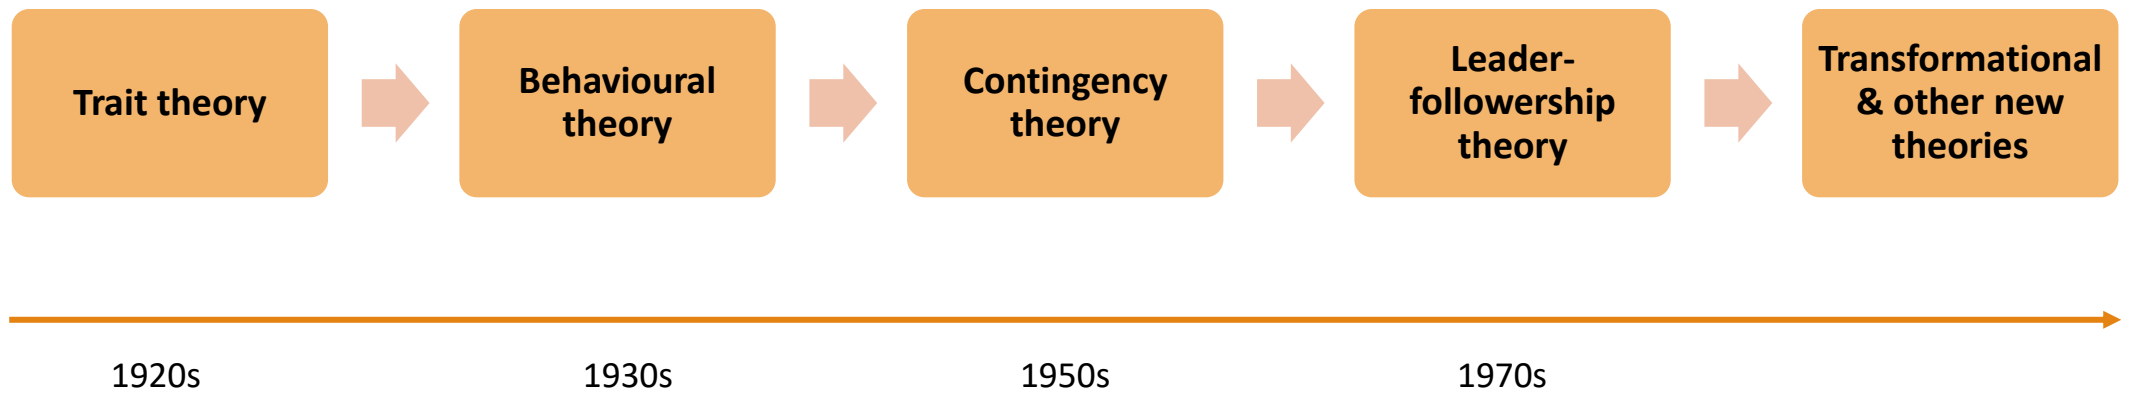 Trait theory
Behavioural
theory
Contingency
theory
Leader-
followership
theory
Transformational
& other new
theories
1920s
1930s
1950s
1970s